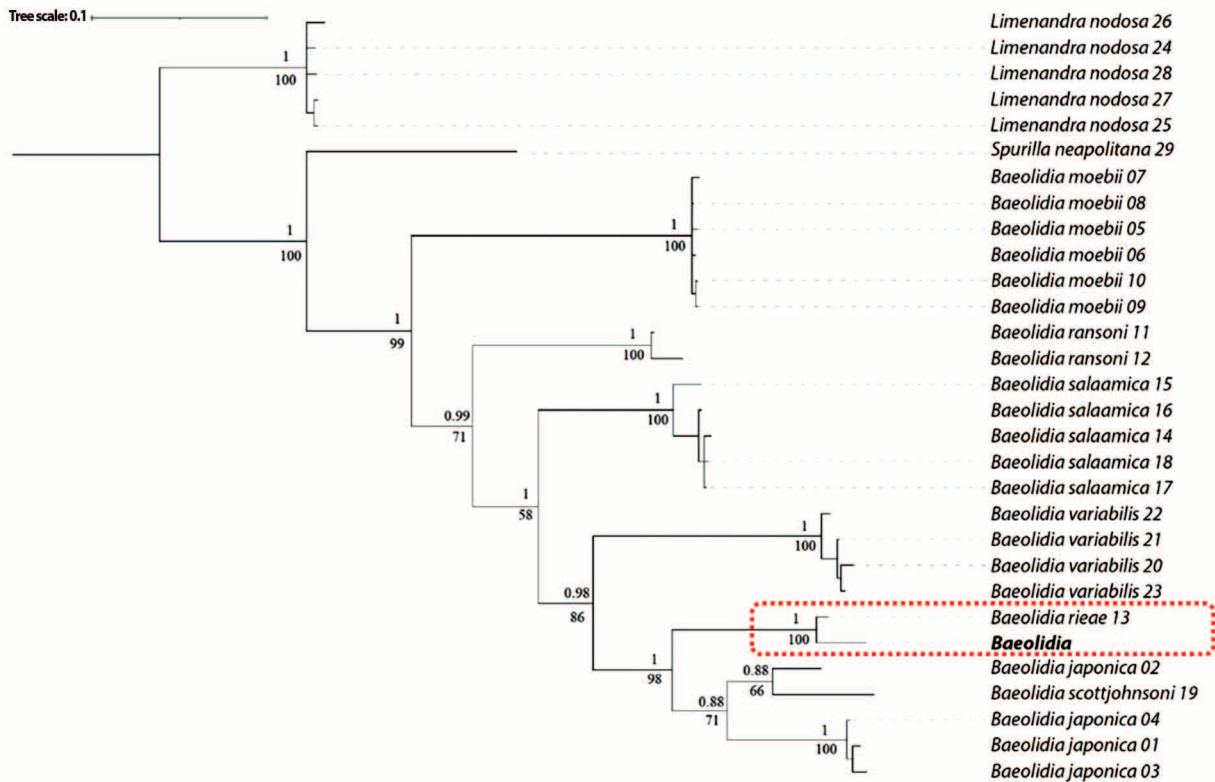 Tree scale: 0.1
Limenandra nodosa 26
Limenandra nodosa 24
1
Limenandra nodosa 28
100
Limenandra nodosa 27
Limenandra nodosa 25
Spurilla neapolitana 29
Baeolidia moebii 07
Baeolidia moebii 08
1
Baeolidia moebii 05
1
100
100
Baeolidia moebii 06
Baeolidia moebii 10
Baeolidia moebii 09
1
99
1
Baeolidia ransoni 11
100
Baeolidia ransoni 12
Baeolidia salaamica 15
1
Baeolidia salaamica 16
100
0.99
71
Baeolidia salaamica 14
Baeolidia salaamica 18
Baeolidia salaamica 17
1
58
Baeolidia variabilis 22
1
Baeolidia variabilis 21
100
Baeolidia variabilis 20
Baeolidia variabilis 23
0.98
86
1
Baeolidia rieae 13
100
Baeolidia
1
98
Baeolidia japonica 02
0.88
66
Baeolidia scottjohnsoni 19
0.88
71
Baeolidia japonica 04
1
Baeolidia japonica 01
100
Baeolidia japonica 03